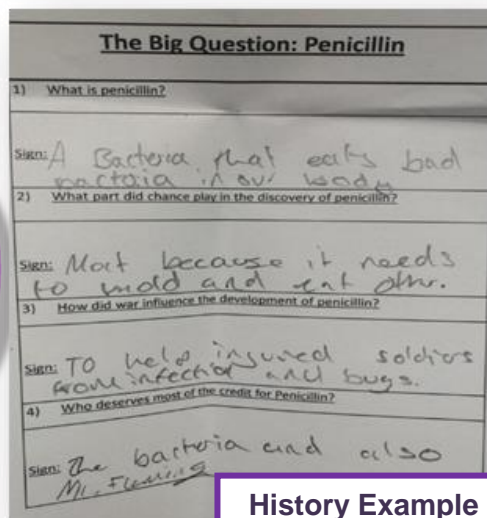 The Big Question: Penicillin
1) What is penicillin?
Sign: A Bacteria that eats bad
bactoia in our body
2) What part did chance play in the discovery of penicillin?
Sign: Most because it needs
to mold and eat othr.
3) How did war influence the development of penicillin?
Sign: To help insured soldiers
from infection and bugs.
4) Who deserves most of the credit for Penicillin?
Sign: The bacteria and also
Mr. Fleming
History Example